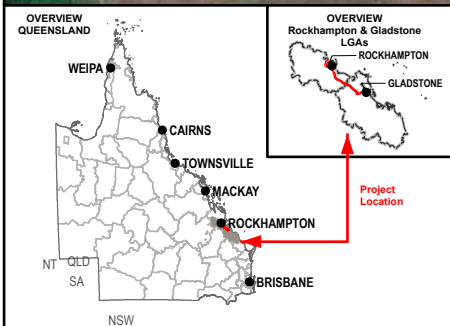 OVERVIEW
QUEENSLAND
WEIPA
CAIRNS
TOWNSVILLE
MACKAY
ROCKHAMPTON
BRISBANE
NT
QLD
SA
NSW
OVERVIEW
Rockhampton & Gladstone
LGAs
ROCKHAMPTON
GLADSTONE
Project
Location